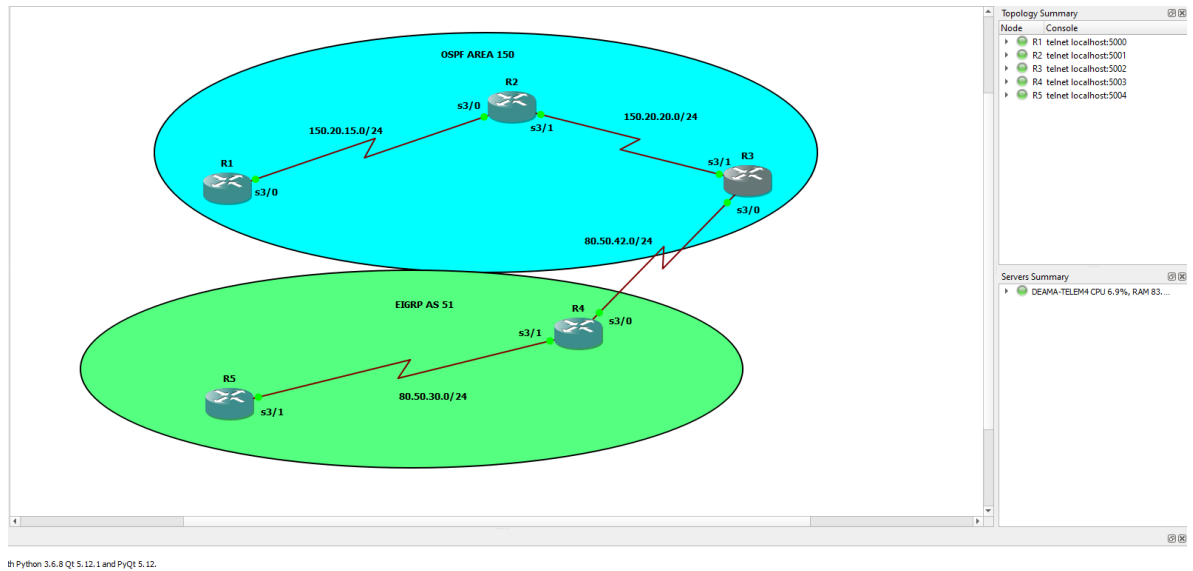 OSPF AREA 150
R2
s3/0
s3/1
150.20.15.0/24
150.20.20.0/24
R1
s3/0
R3
s3/1
s3/0
80.50.42.0/24
EIGRP AS 51
R4
s3/0
s3/1
R5
s3/1
80.50.30.0/24
Topology Summary
Node Console
R1 telnet localhost:5000
R2 telnet localhost:5001
R3 telnet localhost:5002
R4 telnet localhost:5003
R5 telnet localhost:5004
Servers Summary
DEAMA-TELEM4 CPU 6.9%, RAM 83....
th Python 3.6.8 Qt 5.12.1 and PyQt 5.12.